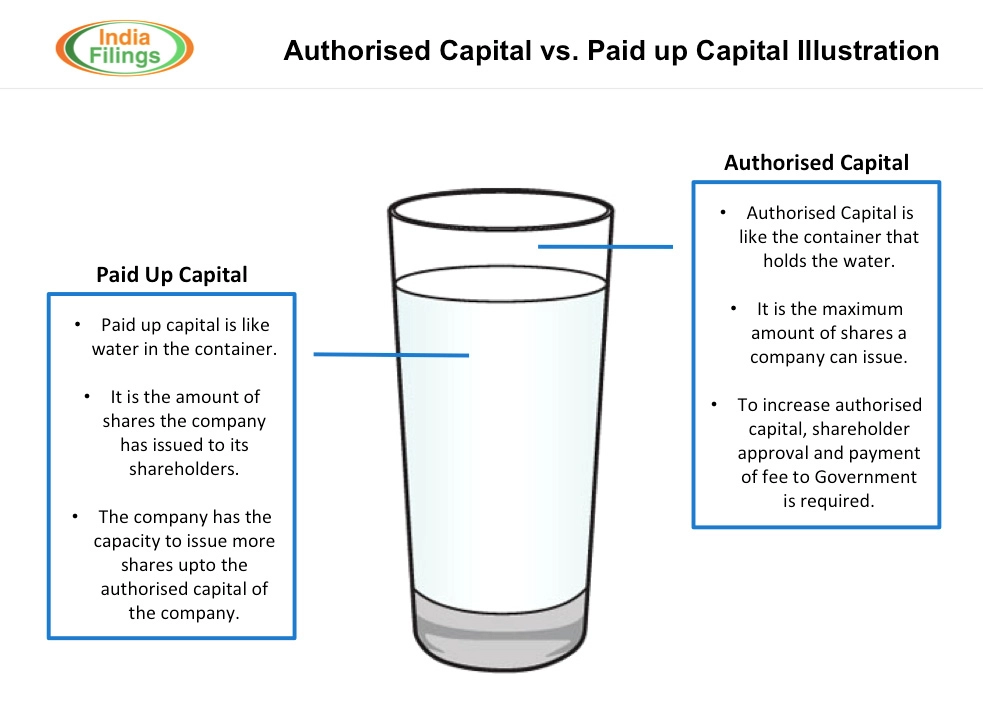 India
Filings
Authorised Capital vs. Paid up Capital Illustration
Authorised Capital
• Authorised Capital is
like the container that
holds the water.
• It is the maximum
amount of shares a
company can issue.
• To increase authorised
capital, shareholder
approval and payment
of fee to Government
is required.
Paid Up Capital
• Paid up capital is like
water in the container.
• It is the amount of
shares the company
has issued to its
shareholders.
• The company has the
capacity to issue more
shares upto the
authorised capital of
the company.